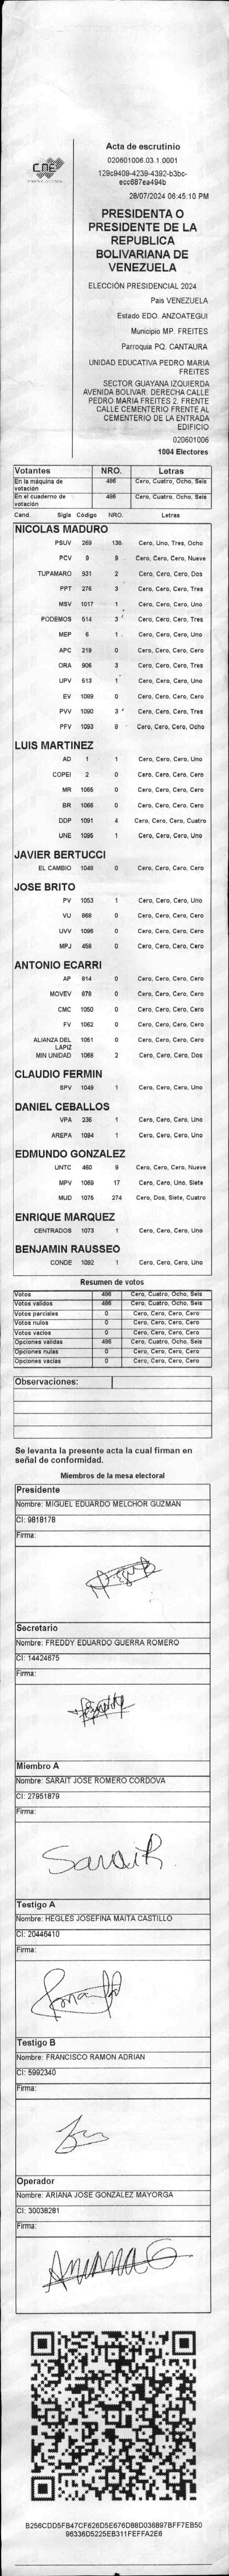 CNE
Acta de escrutinio
020601006.03.1.0001
129c9409-4239-4392-b3bc-
ecc687ea494b
28/07/2024 06:45:10 PM
PRESIDENTA O
PRESIDENTE DE LA
REPUBLICA
BOLIVARIANA DE
VENEZUELA
ELECCIÓN PRESIDENCIAL 2024
Pais VENEZUELA
Estado EDO. ANZOATEGUI
Municipio MP. FREITES
Parroquia PQ. CANTAURA
UNIDAD EDUCATIVA PEDRO MARIA
FREITES
SECTOR GUAYANA IZQUIERDA
AVENIDA BOLIVAR. DERECHA CALLE
PEDRO MARIA FREITES 2. FRENTE
CALLE CEMENTERIO FRENTE AL
CEMENTERIO DE LA ENTRADA
EDIFICIO
020601006
1004 Electores
Votantes NRO. Letras
En la máquina de votación 486 Cero, Cuatro, Ocho, Seis
En el cuaderno de votación 486 Cero, Cuatro, Ocho, Seis
Cand. Sigla Código NRO. Letras
NICOLAS MADURO
PSUV 269 138 Cero, Uno, Tres, Ocho
PCV 9 9 Cero, Cero, Cero, Nueve
TUPAMARO 931 2 Cero, Cero, Cero, Dos
PPT 276 3 Cero, Cero, Cero, Tres
MSV 1017 1 Cero, Cero, Cero, Uno
PODEMOS 514 3 Cero, Cero, Cero, Tres
MEP 6 1 Cero, Cero, Cero, Uno
APC 219 0 Cero, Cero, Cero, Cero
ORA 906 3 Cero, Cero, Cero, Tres
UPV 513 1 Cero, Cero, Cero, Uno
EV 1089 0 Cero, Cero, Cero, Cero
PVV 1090 3 Cero, Cero, Cero, Tres
PFV 1093 8 Cero, Cero, Cero, Ocho
LUIS MARTINEZ
AD 1 1 Cero, Cero, Cero, Uno
COPEI 2 0 Cero, Cero, Cero, Cero
MR 1065 0 Cero, Cero, Cero, Cero
BR 1066 0 Cero, Cero, Cero, Cero
DDP 1091 4 Cero, Cero, Cero, Cuatro
UNE 1095 1 Cero, Cero, Cero, Uno
JAVIER BERTUCCI
EL CAMBIO 1046 0 Cero, Cero, Cero, Cero
JOSE BRITO
PV 1053 1 Cero, Cero, Cero, Uno
VU 988 0 Cero, Cero, Cero, Cero
UVV 1096 0 Cero, Cero, Cero, Cero
MPJ 458 0 Cero, Cero, Cero, Cero
ANTONIO ECARRI
AP 814 0 Cero, Cero, Cero, Cero
MOVEV 878 0 Cero, Cero, Cero, Cero
CMC 1050 0 Cero, Cero, Cero, Cero
FV 1062 0 Cero, Cero, Cero, Cero
ALIANZA DEL LAPIZ 1051 0 Cero, Cero, Cero, Cero
MIN UNIDAD 1068 2 Cero, Cero, Cero, Dos
CLAUDIO FERMIN
SPV 1049 1 Cero, Cero, Cero, Uno
DANIEL CEBALLOS
VPA 236 1 Cero, Cero, Cero, Uno
AREPA 1094 1 Cero, Cero, Cero, Uno
EDMUNDO GONZALEZ
UNTC 460 9 Cero, Cero, Cero, Nueve
MPV 1069 17 Cero, Cero, Uno, Siete
MUD 1075 274 Cero, Dos, Siete, Cuatro
ENRIQUE MARQUEZ
CENTRADOS 1073 1 Cero, Cero, Cero, Uno
BENJAMIN RAUSSEO
CONDE 1092 1 Cero, Cero, Cero, Uno
Resumen de votos
Votos 486 Cero, Cuatro, Ocho, Seis
Votos validos 486 Cero, Cuatro, Ocho, Seis
Votos parciales 0 Cero, Cero, Cero, Cero
Votos nulos 0 Cero, Cero, Cero, Cero
Votos vacios 0 Cero, Cero, Cero, Cero
Opciones validas 486 Cero, Cuatro, Ocho, Seis
Opciones nulas 0 Cero, Cero, Cero, Cero
Opciones vacias 0 Cero, Cero, Cero, Cero
Observaciones:
Se levanta la presente acta la cual firman en
señal de conformidad.
Miembros de la mesa electoral
Presidente
Nombre: MIGUEL EDUARDO MELCHOR GUZMAN
CI: 9818178
Firma:
Secretario
Nombre: FREDDY EDUARDO GUERRA ROMERO
CI: 14424675
Firma:
Freddy
Miembro A
Nombre: SARAIT JOSE ROMERO CORDOVA
CI: 27951879
Firma:
Sarait R.
Testigo A
Nombre: HEGLES JOSEFINA MAITA CASTILLO
CI: 20446410
Firma:
Testigo B
Nombre: FRANCISCO RAMON ADRIAN
CI: 5992340
Firma:
Operador
Nombre: ARIANA JOSE GONZALEZ MAYORGA
CI: 30038281
Firma:
Ariana G
B256CDD5FB47CF626D5E676D88D036897BFF7EB50
96336D5225EB311FEFFA2E6